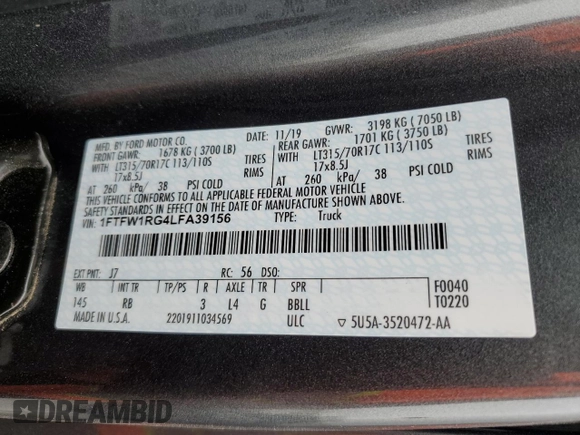 MFD. BY FORD MOTOR CO.
DATE: 11/19 GVWR: 3198 KG ( 7050 LB)
FRONT GAWR: 1678 KG ( 3700 LB)
REAR GAWR: 1701 KG ( 3750 LB)
WITH LT315/70R17C 113/110S TIRES
WITH LT315/70R17C 113/110S TIRES
17x8.5J RIMS
17x8.5J RIMS
AT 260 kPa/ 38 PSI COLD
AT 260 kPa/ 38 PSI COLD
THIS VEHICLE CONFORMS TO ALL APPLICABLE FEDERAL MOTOR VEHICLE
SAFETY STANDARDS IN EFFECT ON THE DATE OF MANUFACTURE SHOWN ABOVE.
VIN: 1FTFW1RG4LFA39156 TYPE: Truck
EXT PNT: J7 RC: 56 DSO:
WB INT TR TP/PS R AXLE TR SPR
145 RB 3 L4 G BBLL
F0040
T0220
MADE IN U.S.A. 2201911034569 ULC ▽ 5U5A-3520472-AA
DREAMBID